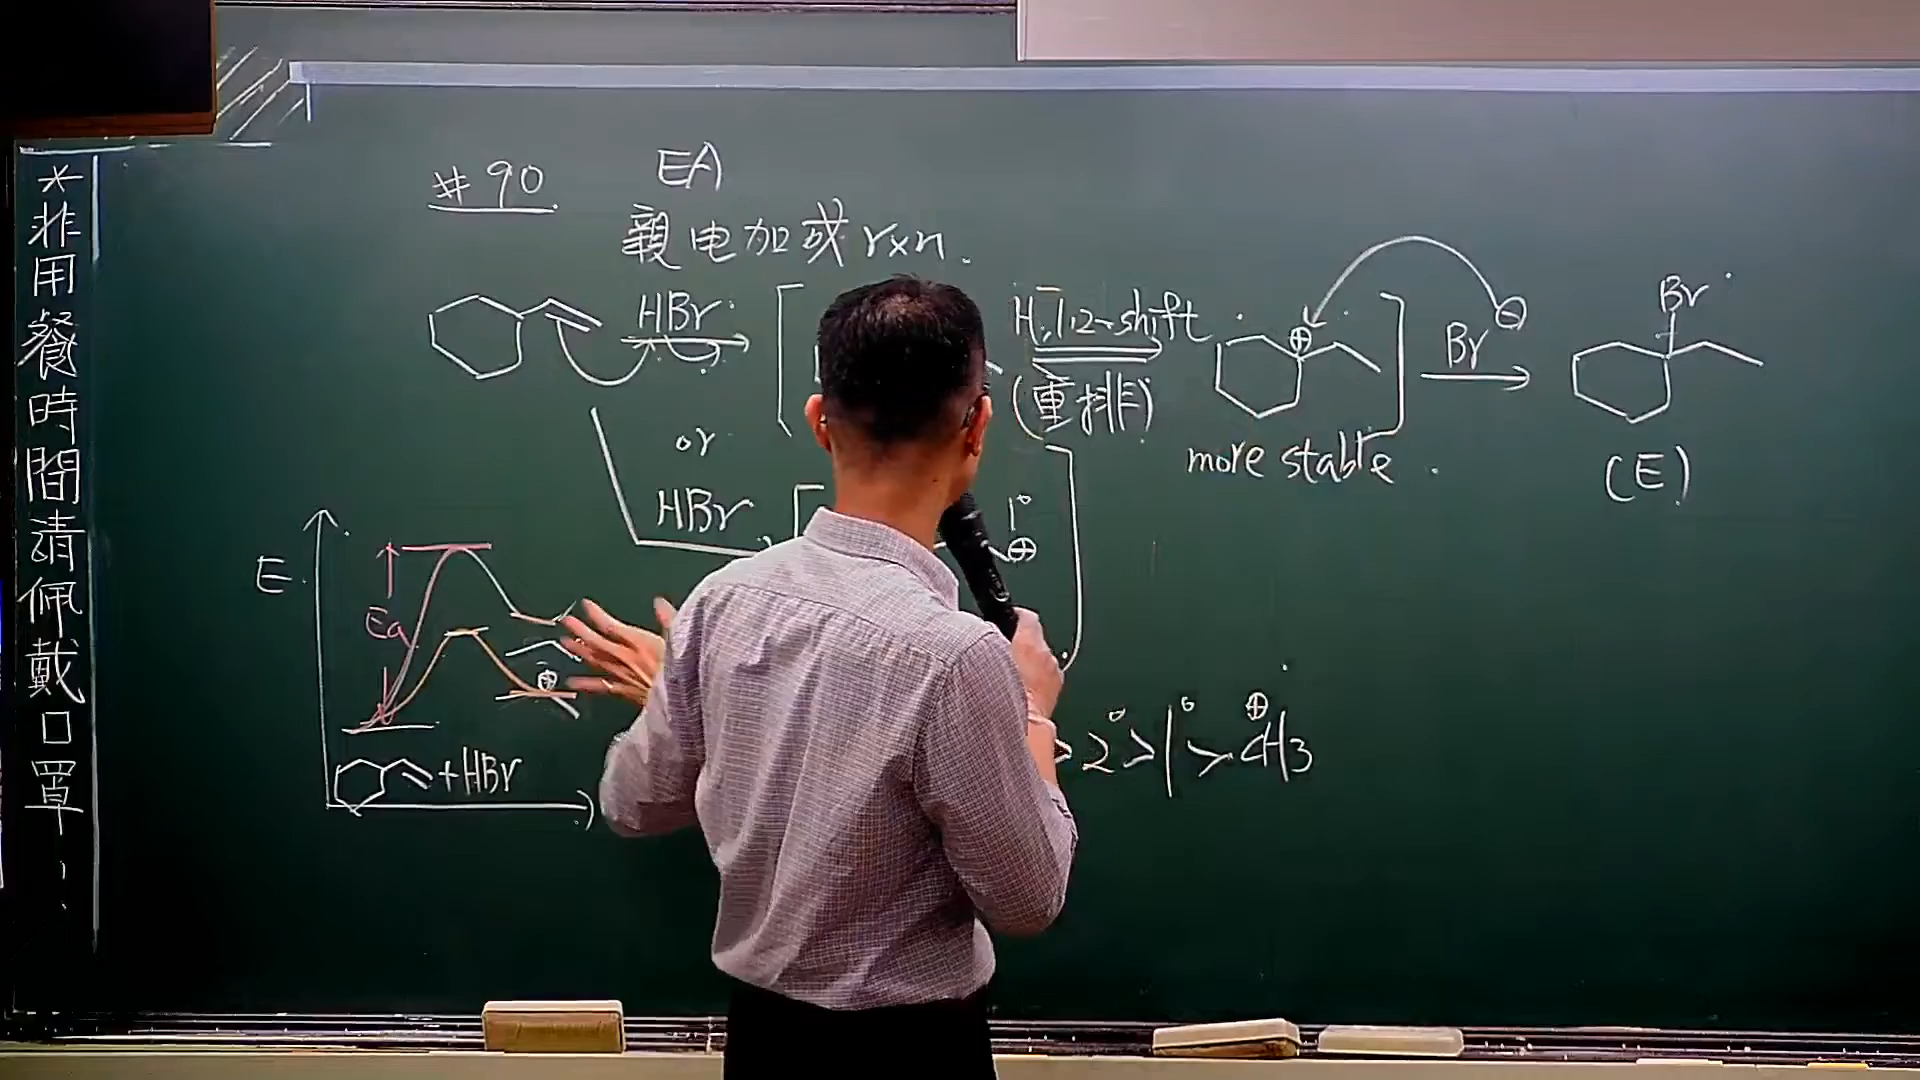 *非用餐時間請佩戴口罩!
#90
EA
親电加成rxn.
HBr
H, 1,2-shift
(重排)
⊕
more stable.
Br⊖
Br
(E)
or
HBr
1°
⊕
E
Ea
⊕
+HBr
>2°>1°>⊕CH3